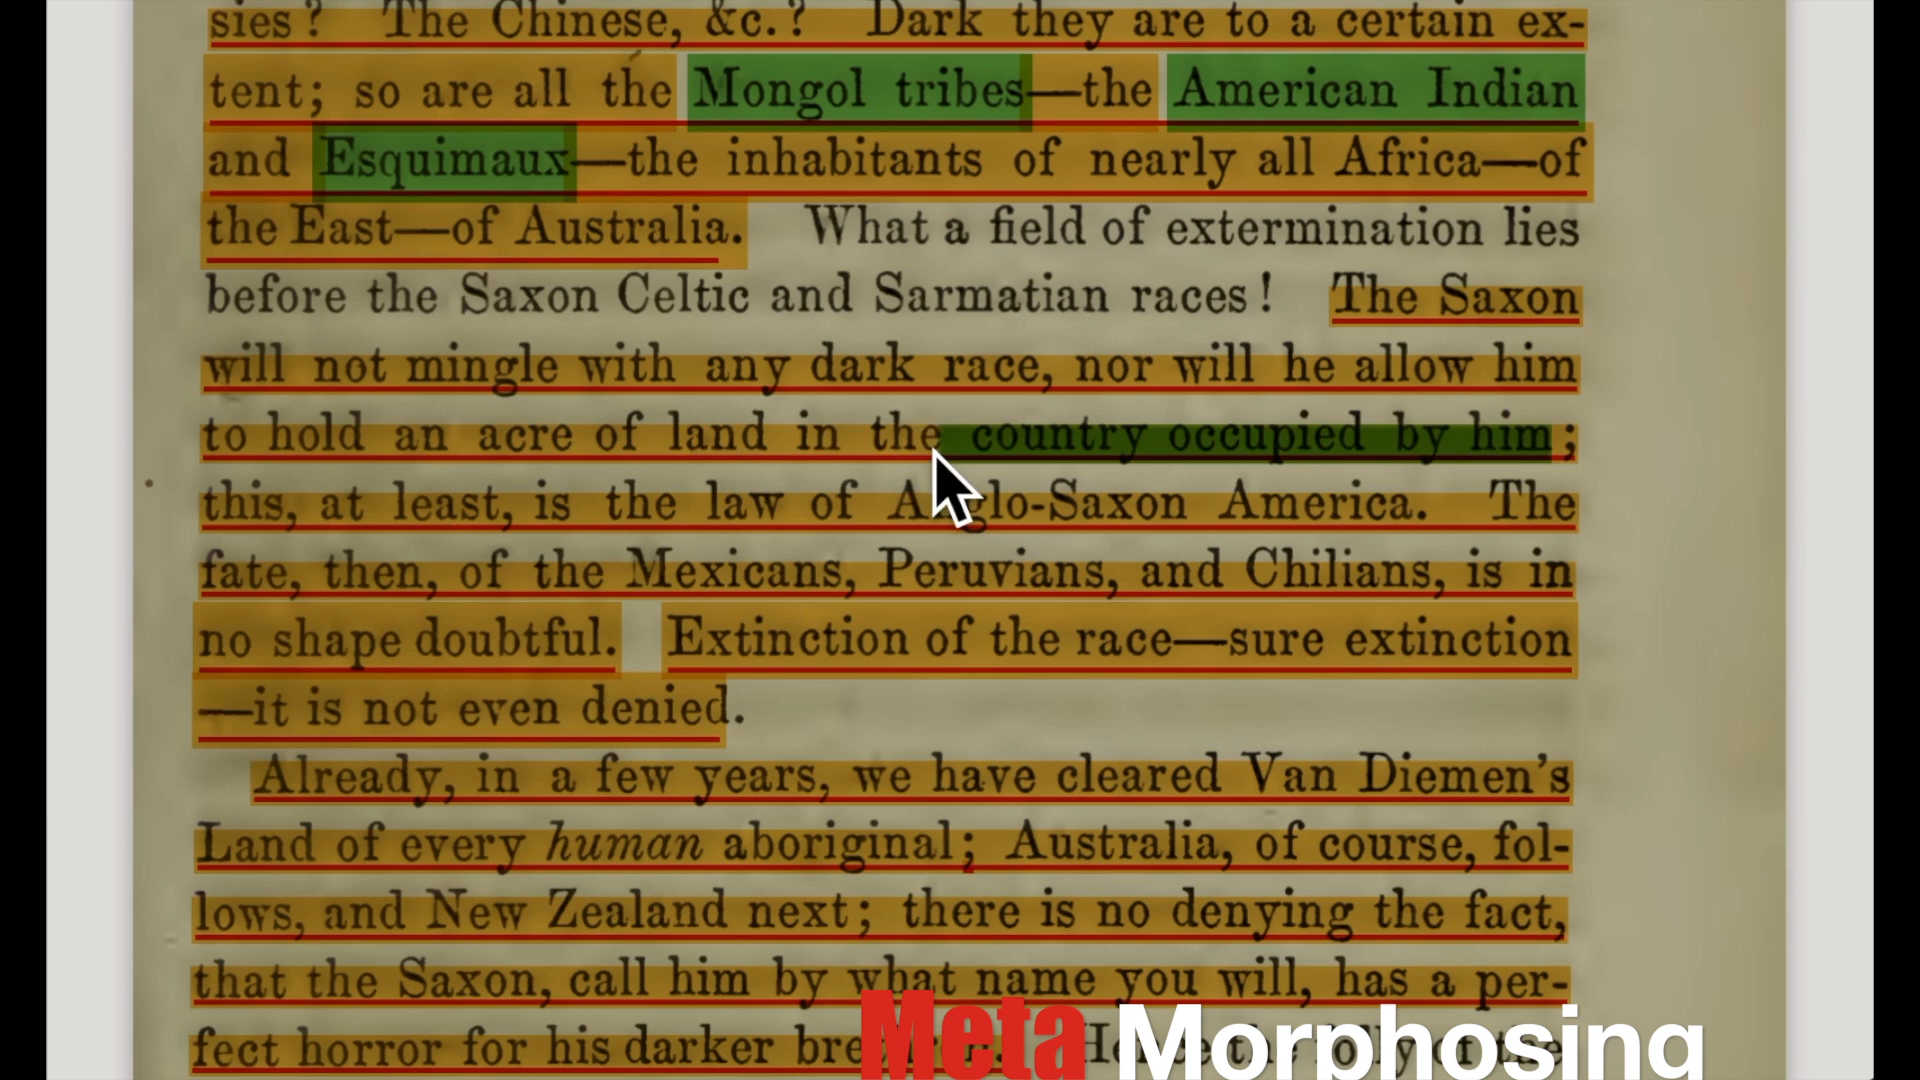 sies? The Chinese, &c.? Dark they are to a certain ex-
tent; so are all the Mongol tribes—the American Indian
and Esquimaux—the inhabitants of nearly all Africa—of
the East—of Australia. What a field of extermination lies
before the Saxon Celtic and Sarmatian races! The Saxon
will not mingle with any dark race, nor will he allow him
to hold an acre of land in the country occupied by him;
this, at least, is the law of Anglo-Saxon America. The
fate, then, of the Mexicans, Peruvians, and Chilians, is in
no shape doubtful. Extinction of the race—sure extinction
—it is not even denied.
Already, in a few years, we have cleared Van Diemen's
Land of every human aboriginal; Australia, of course, fol-
lows, and New Zealand next; there is no denying the fact,
that the Saxon, call him by what name you will, has a per-
fect horror for his darker
Meta Morphosing